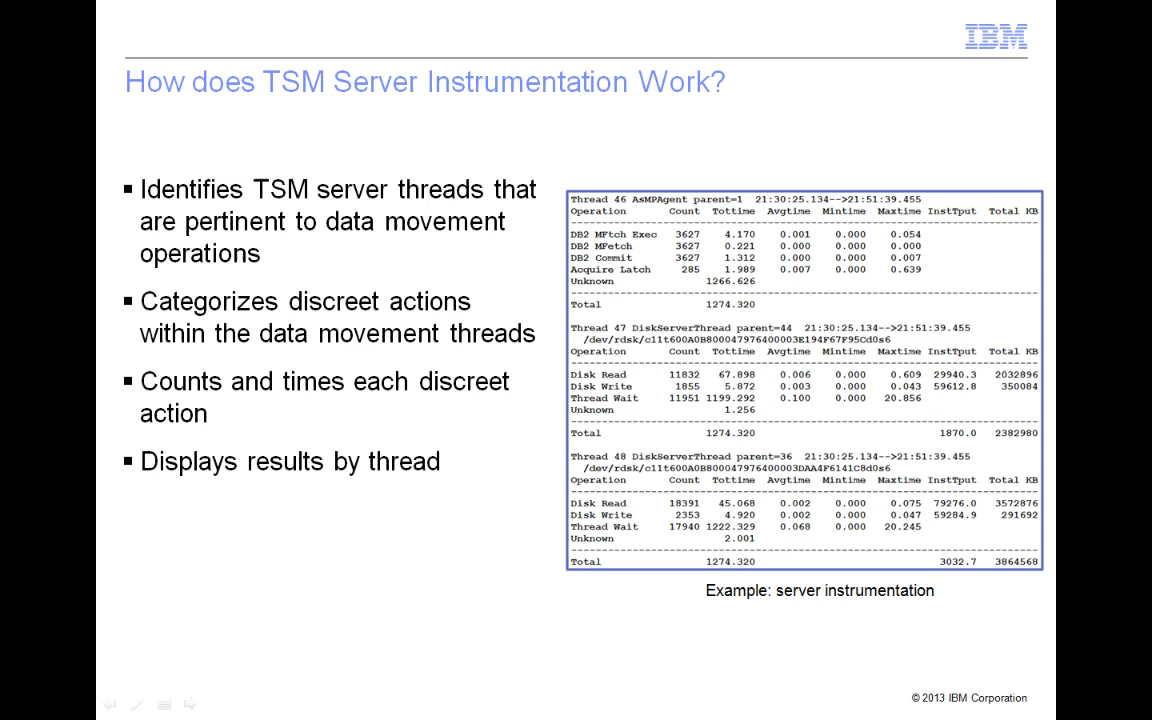 IBM
How does TSM Server Instrumentation Work?
▪ Identifies TSM server threads that
are pertinent to data movement
operations
▪ Categorizes discreet actions
within the data movement threads
▪ Counts and times each discreet
action
▪ Displays results by thread
Thread 46 AsMPAgent parent=1 21:30:25.134-->21:51:39.455
Operation Count Tottime Avgtime Mintime Maxtime InstTput Total KB
DB2 MFtch Exec 3627 4.170 0.001 0.000 0.054
DB2 MFetch 3627 0.221 0.000 0.000 0.000
DB2 Commit 3627 1.312 0.000 0.000 0.007
Acquire Latch 285 1.989 0.007 0.000 0.639
Unknown 1266.626
Total 1274.320
Thread 47 DiskServerThread parent=44 21:30:25.134-->21:51:39.455
/dev/rdsk/c11t600A0B800047976400003E194F67F95Cd0s6
Operation Count Tottime Avgtime Mintime Maxtime InstTput Total KB
Disk Read 11832 67.898 0.006 0.000 0.609 29940.3 2032896
Disk Write 1855 5.872 0.003 0.000 0.043 59612.8 350084
Thread Wait 11951 1199.292 0.100 0.000 20.856
Unknown 1.256
Total 1274.320 1870.0 2382980
Thread 48 DiskServerThread parent=36 21:30:25.134-->21:51:39.455
/dev/rdsk/c11t600A0B800047976400003DAA4F6141C8d0s6
Operation Count Tottime Avgtime Mintime Maxtime InstTput Total KB
Disk Read 18391 45.068 0.002 0.000 0.075 79276.0 3572876
Disk Write 2353 4.920 0.002 0.000 0.047 59284.9 291692
Thread Wait 17940 1222.329 0.068 0.000 20.245
Unknown 2.001
Total 1274.320 3032.7 3864568
Example: server instrumentation
© 2013 IBM Corporation